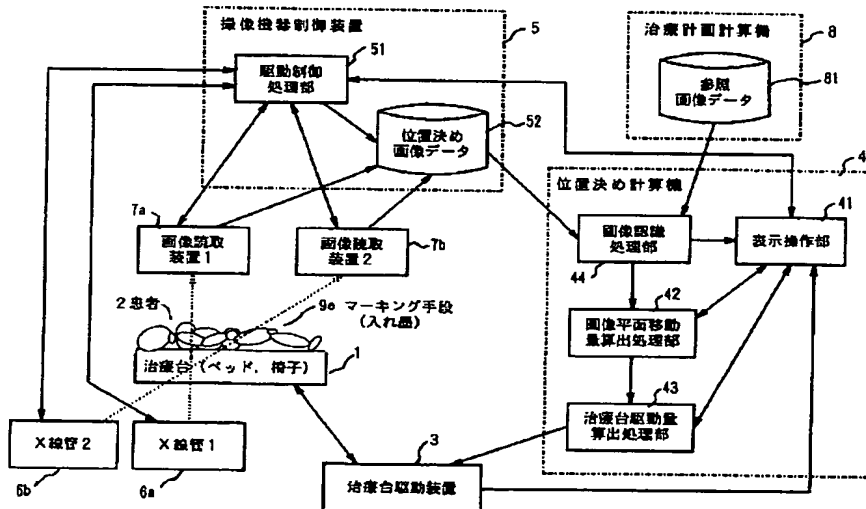 撮像機器制御装置
5
51
駆動制御
処理部
52
位置決め
画像データ
治療計画計算機
8
81
参照
画像データ
4
位置決め計算機
41
画像認識
処理部
44
表示操作部
42
画像平面移動
量算出処理部
43
治療台駆動量
算出処理部
7a
画像読取
装置1
画像読取
装置2
7b
2患者
9e マーキング手段
(入れ墨)
治療台(ベッド, 椅子)
1
X線管2
6b
X線管1
6a
3
治療台駆動装置